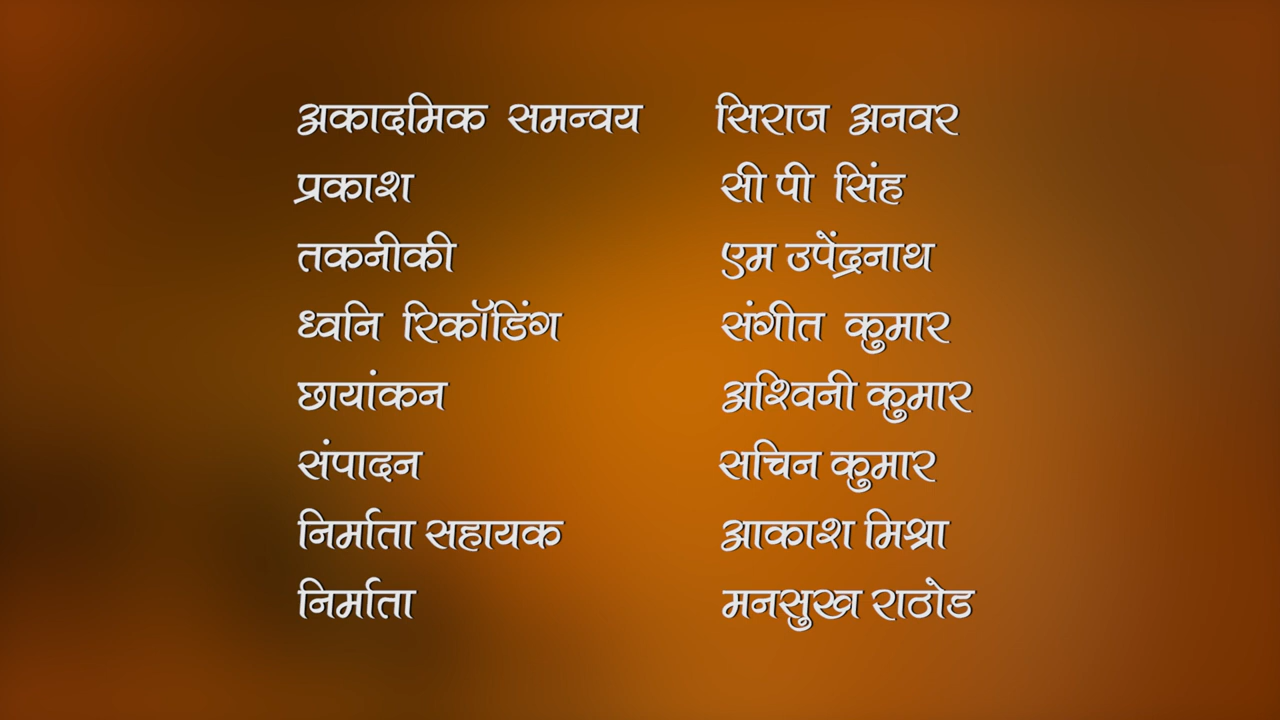 अकादमिक समन्वय सिराज अनवर
प्रकाश सी पी सिंह
तकनीकी एम उपेंद्रनाथ
ध्वनि रिकॉडिंग संगीत कुमार
छायांकन अश्विनी कुमार
संपादन सचिन कुमार
निर्माता सहायक आकाश मिश्रा
निर्माता मनसुख राठोड